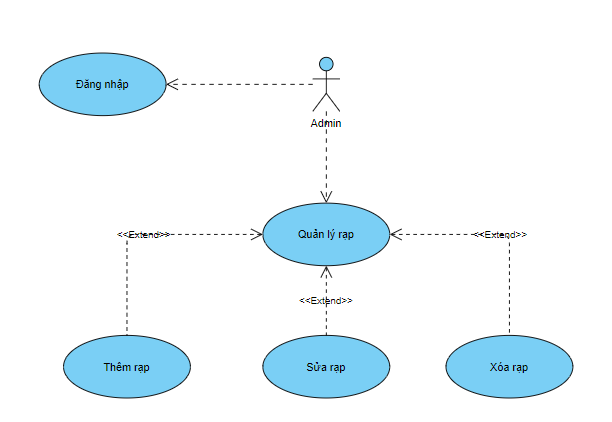 Đăng nhập
Admin
Quản lý rạp
<<Extend>>
<<Extend>>
<<Extend>>
Thêm rạp
Sửa rạp
Xóa rạp